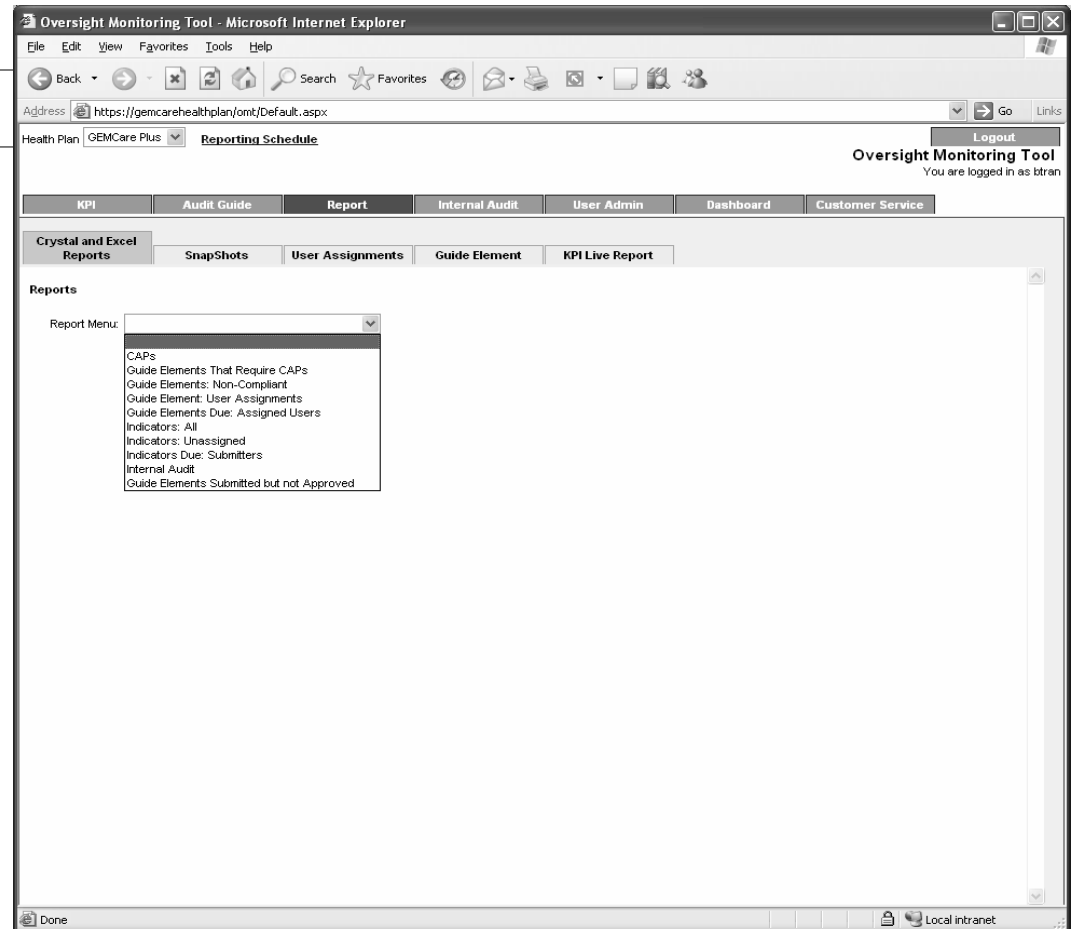 Oversight Monitoring Tool - Microsoft Internet Explorer
File Edit View Favorites Tools Help
Back Search Favorites
Address https://gemcarehealthplan/omt/Default.aspx Go Links
Health Plan GEMCare Plus Reporting Schedule Logout
Oversight Monitoring Tool
You are logged in as btran
KPI Audit Guide Report Internal Audit User Admin Dashboard Customer Service
Crystal and Excel
Reports SnapShots User Assignments Guide Element KPI Live Report
Reports
Report Menu:
CAPs
Guide Elements That Require CAPs
Guide Elements: Non-Compliant
Guide Element: User Assignments
Guide Elements Due: Assigned Users
Indicators: All
Indicators: Unassigned
Indicators Due: Submitters
Internal Audit
Guide Elements Submitted but not Approved
Done Local intranet